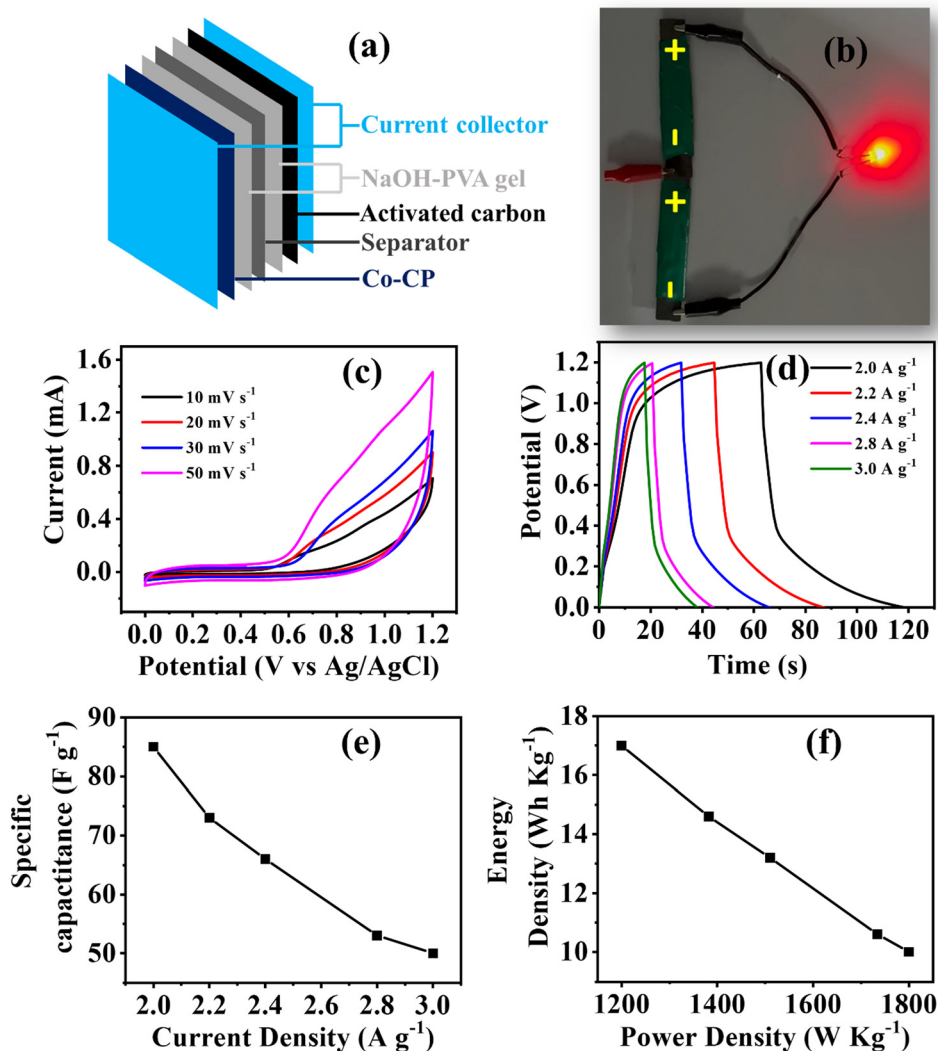 (a)
Current collector
NaOH-PVA gel
Activated carbon
Separator
Co-CP
(b)
+
-
+
-
(c)
10 mV s⁻¹
20 mV s⁻¹
30 mV s⁻¹
50 mV s⁻¹
1.6
1.2
0.8
0.4
0.0
Current (mA)
0.0 0.2 0.4 0.6 0.8 1.0 1.2
Potential (V vs Ag/AgCl)
(d)
2.0 A g⁻¹
2.2 A g⁻¹
2.4 A g⁻¹
2.8 A g⁻¹
3.0 A g⁻¹
1.2
1.0
0.8
0.6
0.4
0.2
0.0
Potential (V)
0 20 40 60 80 100 120
Time (s)
(e)
90
80
70
60
50
Specific
capactitance (F g⁻¹)
2.0 2.2 2.4 2.6 2.8 3.0
Current Density (A g⁻¹)
(f)
18
16
14
12
10
Energy
Density (Wh Kg⁻¹)
1200 1400 1600 1800
Power Density (W Kg⁻¹)